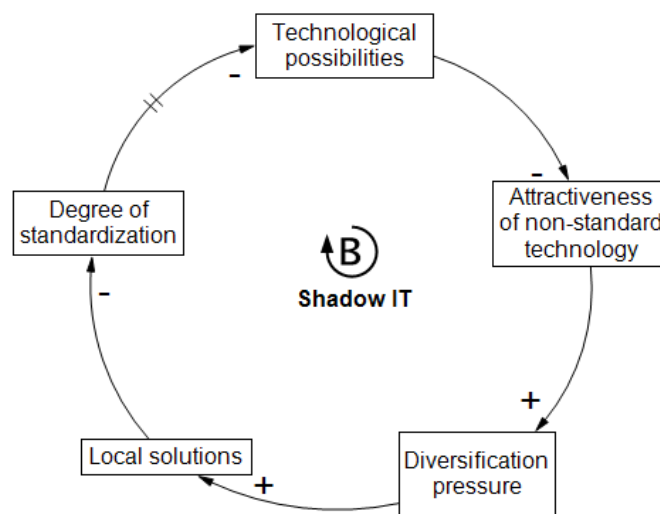 Technological
possibilities
-
-
Attractiveness
of non-standard
technology
Degree of
standardization
B
Shadow IT
-
+
Diversification
pressure
Local solutions
+